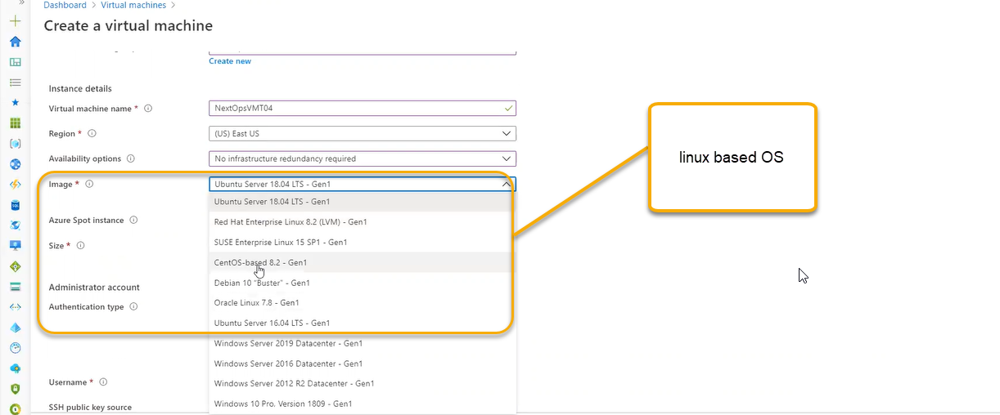 Dashboard > Virtual machines >
Create a virtual machine
Create new
Instance details
Virtual machine name *
NextOpsVMT04
Region *
(US) East US
Availability options
No infrastructure redundancy required
Image *
Ubuntu Server 18.04 LTS - Gen1
Ubuntu Server 18.04 LTS - Gen1
Azure Spot instance
Red Hat Enterprise Linux 8.2 (LVM) - Gen1
Size *
SUSE Enterprise Linux 15 SP1 - Gen1
CentOS-based 8.2 - Gen1
Administrator account
Debian 10 "Buster" - Gen1
Authentication type
Oracle Linux 7.8 - Gen1
Ubuntu Server 16.04 LTS - Gen1
Windows Server 2019 Datacenter - Gen1
Windows Server 2016 Datacenter - Gen1
Username *
Windows Server 2012 R2 Datacenter - Gen1
SSH public key source
Windows 10 Pro, Version 1809 - Gen1
linux based OS